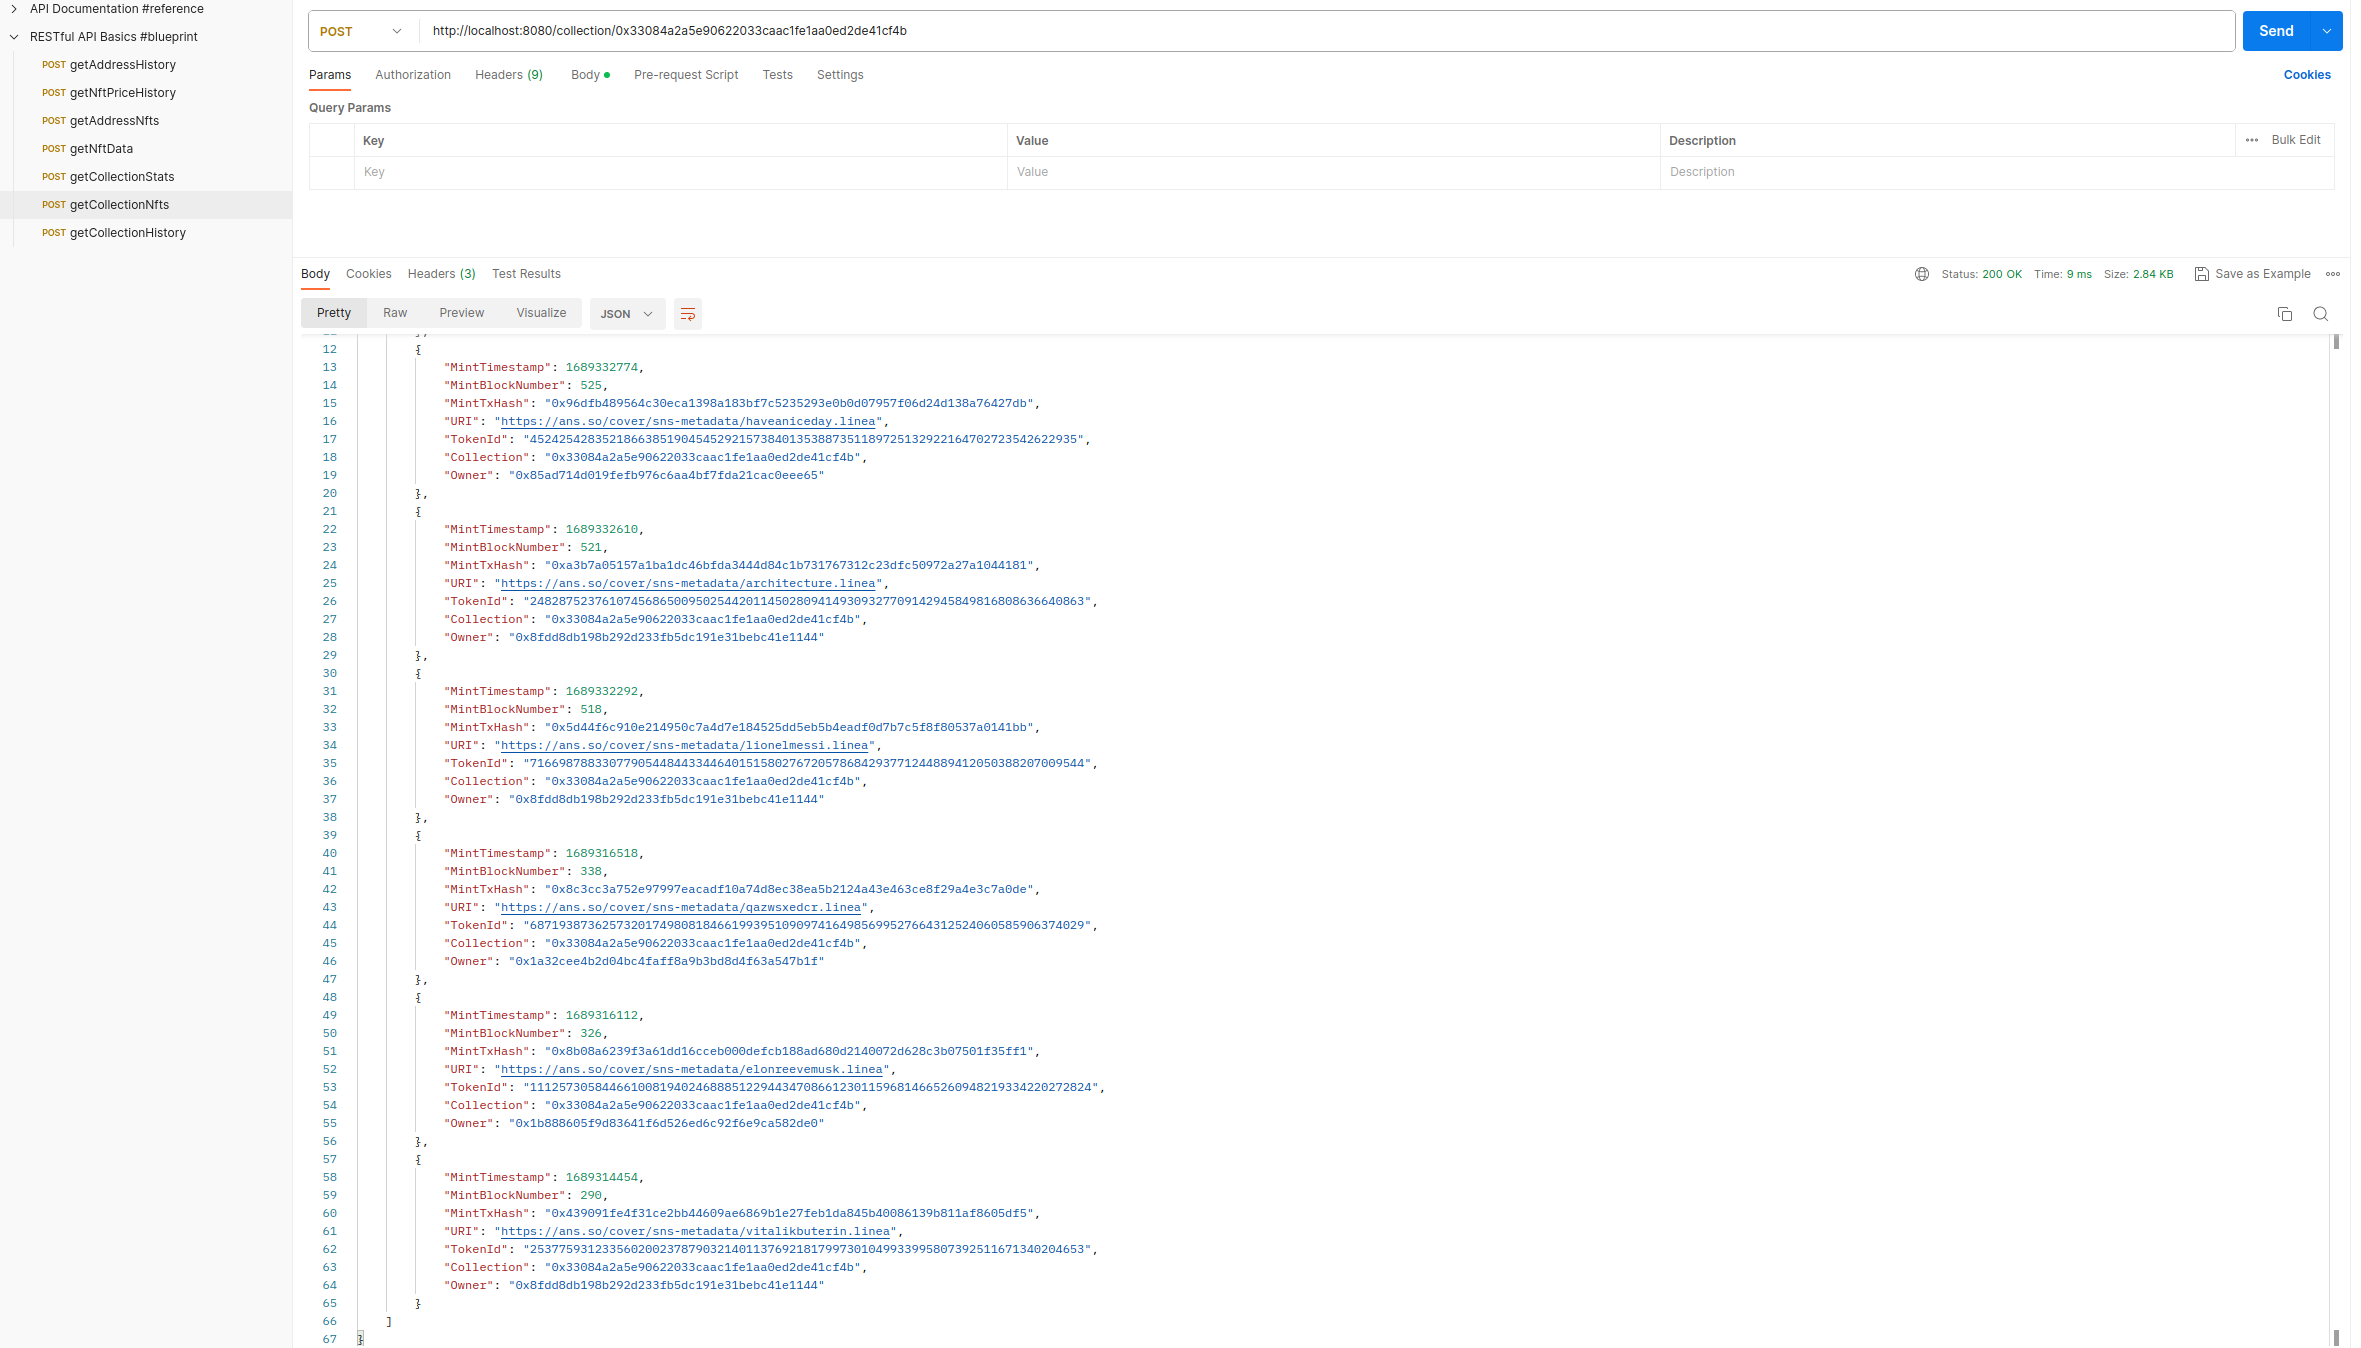 API Documentation #reference
RESTful API Basics #blueprint
POST getAddressHistory
POST getNftPriceHistory
POST getAddressNfts
POST getNftData
POST getCollectionStats
POST getCollectionNfts
POST getCollectionHistory
POST http://localhost:8080/collection/0x33084a2a5e90622033caac1fe1aa0ed2de41cf4b Send
Params Authorization Headers (9) Body Pre-request Script Tests Settings Cookies
Query Params
Key Value Description ••• Bulk Edit
Key Value Description
Body Cookies Headers (3) Test Results Status: 200 OK Time: 9 ms Size: 2.84 KB Save as Example
Pretty Raw Preview Visualize JSON
12 {
13 "MintTimestamp": 1689332774,
14 "MintBlockNumber": 525,
15 "MintTxHash": "0x96dfb489564c30eca1398a183bf7c5235293e0b0d07957f06d24d138a76427db",
16 "URI": "https://ans.so/cover/sns-metadata/haveaniceday.linea",
17 "TokenId": "45242542835218663851904545292157384013538873511897251329221647027235426​22935",
18 "Collection": "0x33084a2a5e90622033caac1fe1aa0ed2de41cf4b",
19 "Owner": "0x85ad714d019fefb976c6aa4bf7fda21cac0eee65"
20 },
21 {
22 "MintTimestamp": 1689332610,
23 "MintBlockNumber": 521,
24 "MintTxHash": "0xa3b7a05157a1ba1dc46bfda3444d84c1b731767312c23dfc50972a27a1044181",
25 "URI": "https://ans.so/cover/sns-metadata/architecture.linea",
26 "TokenId": "24828752376107456865009502544201145028094149309327709142945849816808636640863",
27 "Collection": "0x33084a2a5e90622033caac1fe1aa0ed2de41cf4b",
28 "Owner": "0x8fdd8db198b292d233fb5dc191e31bebc41e1144"
29 },
30 {
31 "MintTimestamp": 1689332292,
32 "MintBlockNumber": 518,
33 "MintTxHash": "0x5d44f6c910e214950c7a4d7e184525dd5eb5b4eadf0d7b7c5f8f80537a0141bb",
34 "URI": "https://ans.so/cover/sns-metadata/lionelmessi.linea",
35 "TokenId": "71669878833077905448443344640151580276720578684293771244889412050388207009544",
36 "Collection": "0x33084a2a5e90622033caac1fe1aa0ed2de41cf4b",
37 "Owner": "0x8fdd8db198b292d233fb5dc191e31bebc41e1144"
38 },
39 {
40 "MintTimestamp": 1689316518,
41 "MintBlockNumber": 338,
42 "MintTxHash": "0x8c3cc3a752e97997eacadf10a74d8ec38ea5b2124a43e463ce8f29a4e3c7a0de",
43 "URI": "https://ans.so/cover/sns-metadata/qazwsxedcr.linea",
44 "TokenId": "68719387362573201749808184661993951090974164985699527664312524060585906374029",
45 "Collection": "0x33084a2a5e90622033caac1fe1aa0ed2de41cf4b",
46 "Owner": "0x1a32cee4b2d04bc4faff8a9b3bd8d4f63a547b1f"
47 },
48 {
49 "MintTimestamp": 1689316112,
50 "MintBlockNumber": 326,
51 "MintTxHash": "0x8b08a6239f3a61dd16cceb000defcb188ad680d2140072d628c3b07501f35ff1",
52 "URI": "https://ans.so/cover/sns-metadata/elonreevemusk.linea",
53 "TokenId": "111257305844661008194024688851229443470866123011596814665260948219334220272824",
54 "Collection": "0x33084a2a5e90622033caac1fe1aa0ed2de41cf4b",
55 "Owner": "0x1b888605f9d83641f6d526ed6c92f6e9ca582de0"
56 },
57 {
58 "MintTimestamp": 1689314454,
59 "MintBlockNumber": 290,
60 "MintTxHash": "0x439091fe4f31ce2bb44609ae6869b1e27feb1da845b40086139b811af8605df5",
61 "URI": "https://ans.so/cover/sns-metadata/vitalikbuterin.linea",
62 "TokenId": "25377593123356020023787903214011376921817997301049933995807392511671340204653",
63 "Collection": "0x33084a2a5e90622033caac1fe1aa0ed2de41cf4b",
64 "Owner": "0x8fdd8db198b292d233fb5dc191e31bebc41e1144"
65 }
66 ]
67 }